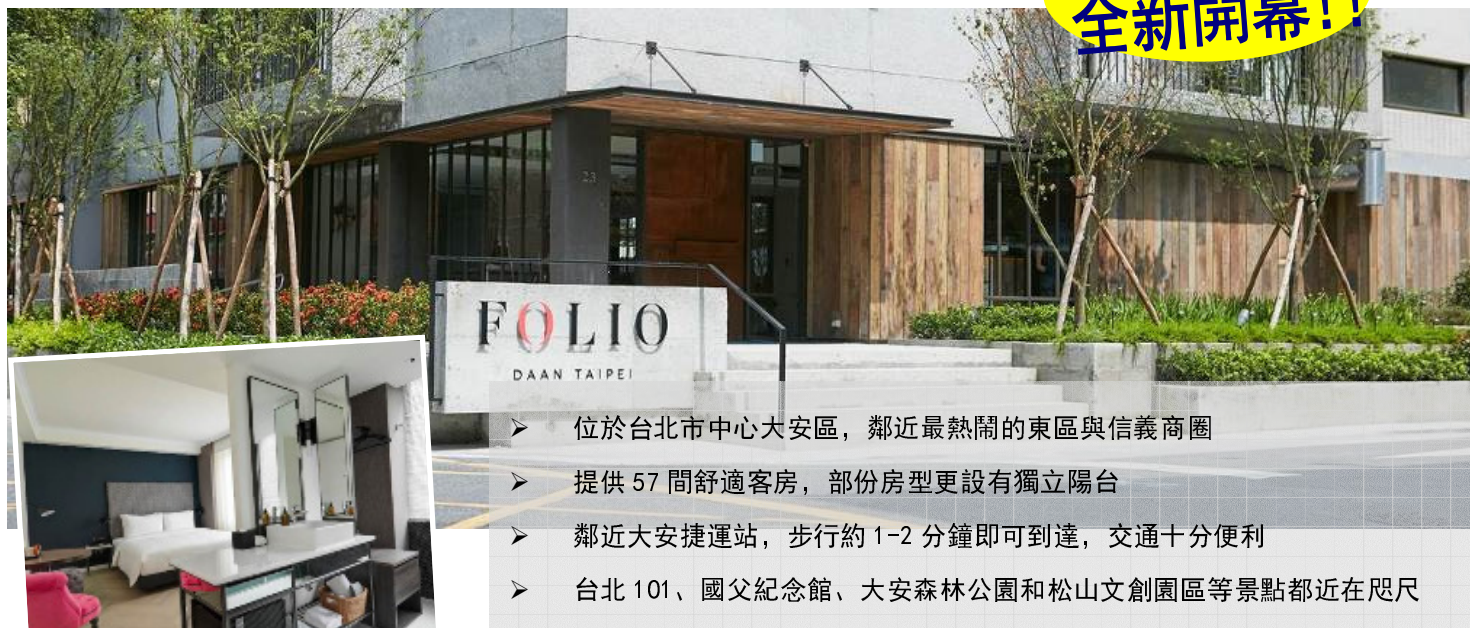 全新開幕!!
23
FOLIO
DAAN TAIPEI
➢ 位於台北市中心大安區，鄰近最熱鬧的東區與信義商圈
➢ 提供 57 間舒適客房，部份房型更設有獨立陽台
➢ 鄰近大安捷運站，步行約 1-2 分鐘即可到達，交通十分便利
➢ 台北 101、國父紀念館、大安森林公園和松山文創園區等景點都近在咫尺